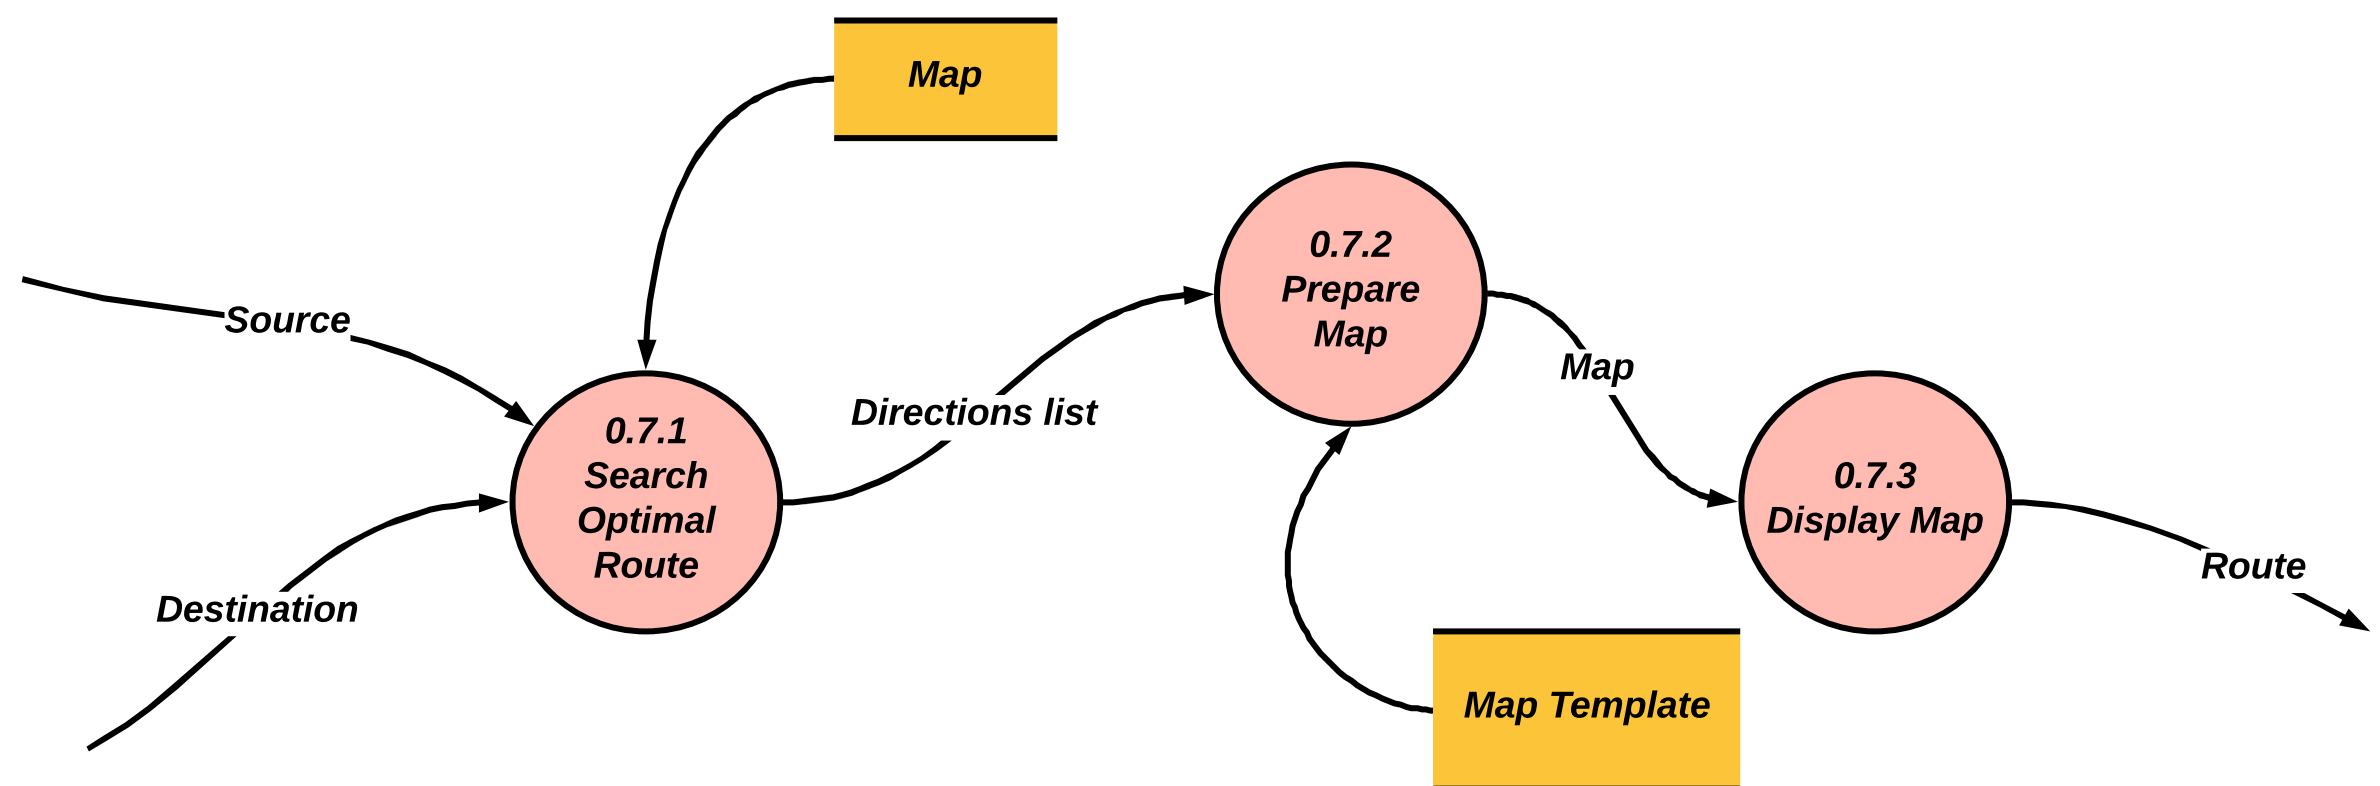 Map
Source
0.7.1
Search
Optimal
Route
Destination
Directions list
0.7.2
Prepare
Map
Map
0.7.3
Display Map
Map Template
Route